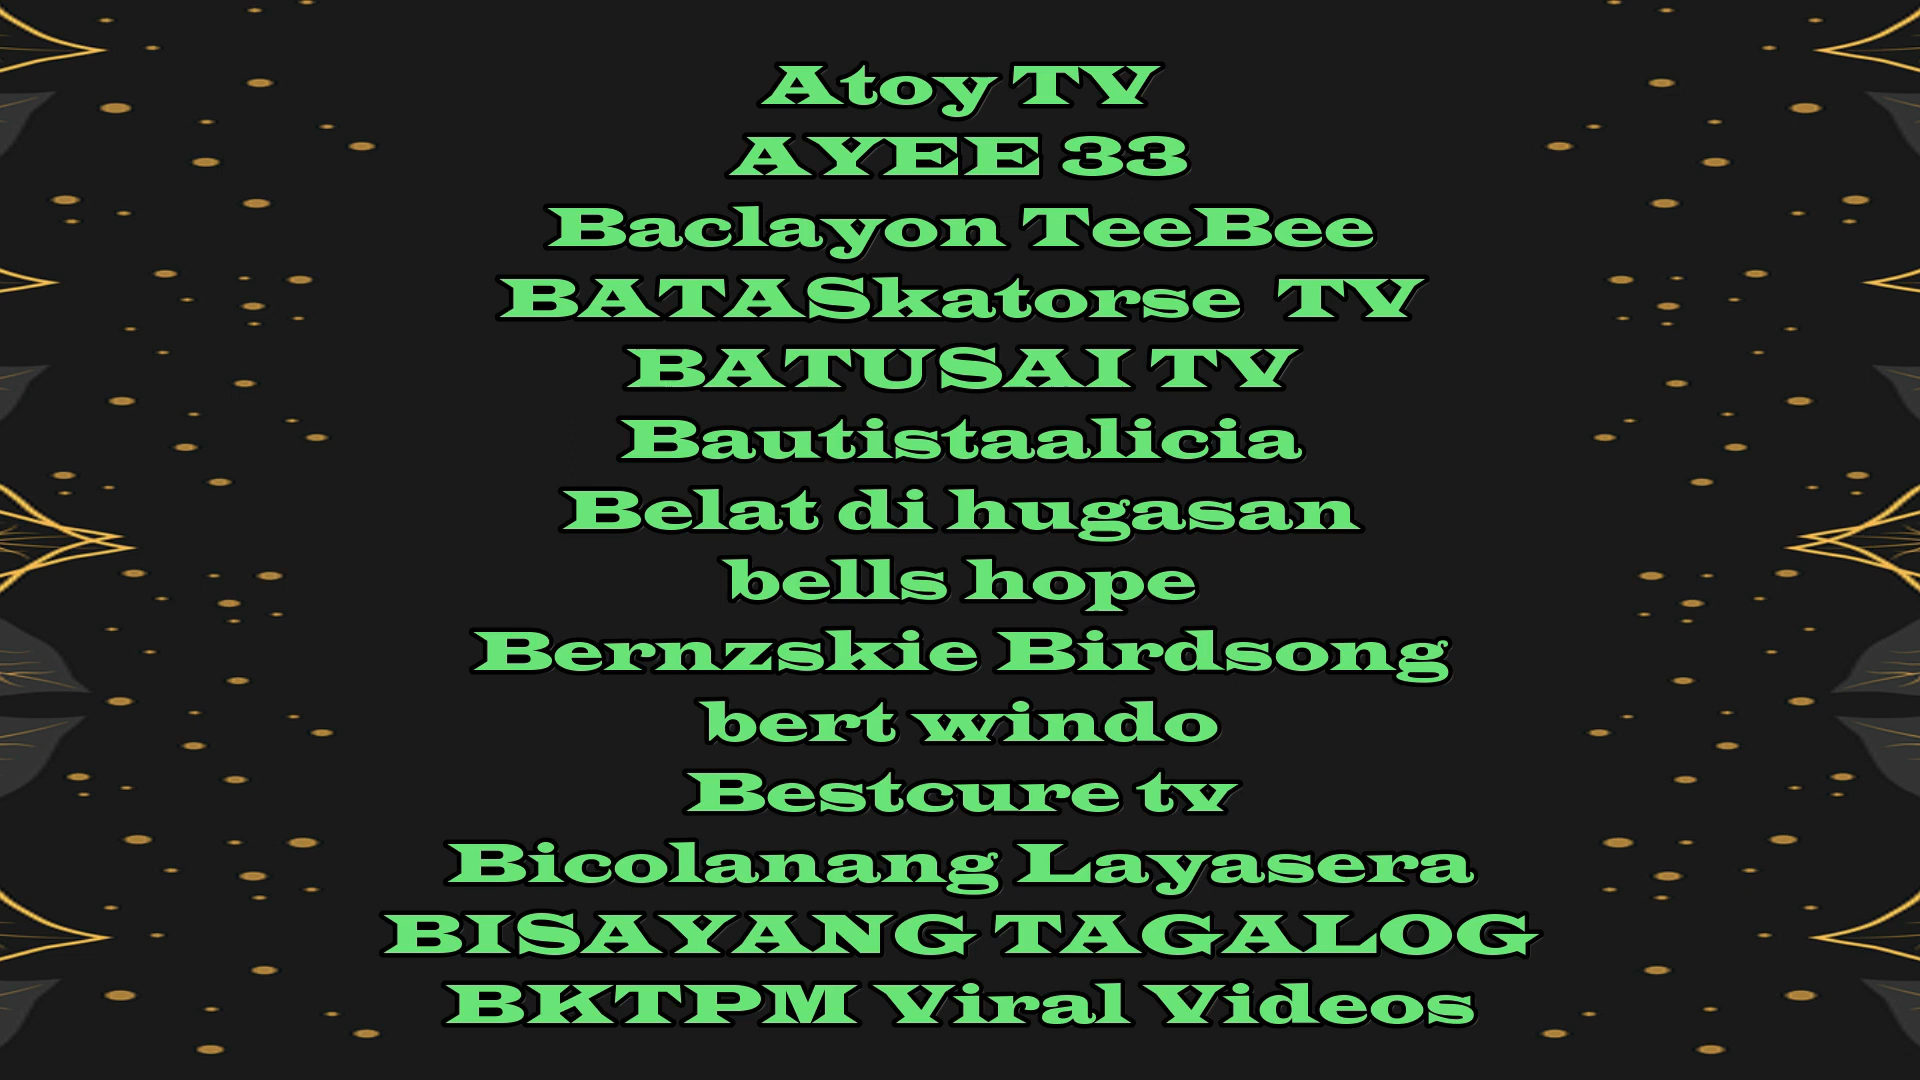 Atoy TV
AYEE 33
Baclayon TeeBee
BATASkatorse  TV
BATUSAI TV
Bautistaalicia
Belat di hugasan
bells hope
Bernzskie Birdsong
bert windo
Bestcure tv
Bicolanang Layasera
BISAYANG TAGALOG
BKTPM Viral Videos